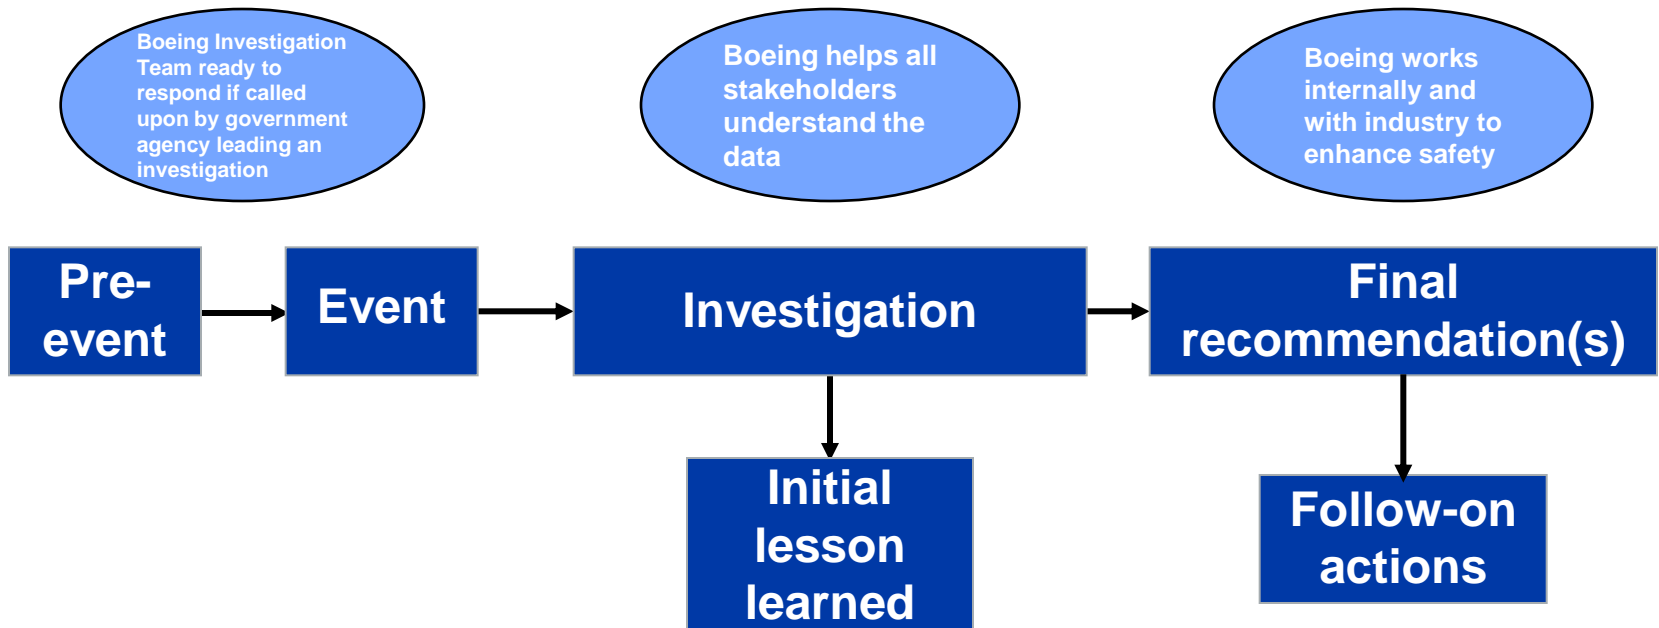 Boeing Investigation
Team ready to
respond if called
upon by government
agency leading an
investigation
Boeing helps all
stakeholders
understand the
data
Boeing works
internally and
with industry to
enhance safety
Pre-
event
Event
Investigation
Final
recommendation(s)
Initial
lesson
learned
Follow-on
actions